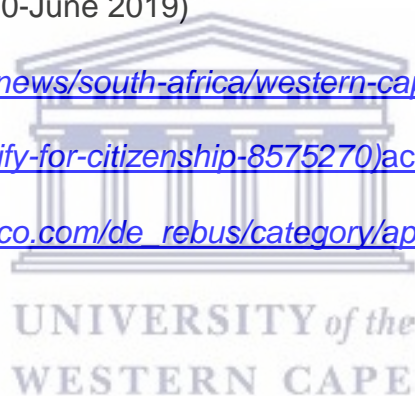 0-June 2019)
news/south-africa/western-cap
ify-for-citizenship-8575270)ac
co.com/de_rebus/category/ap
UNIVERSITY of the
WESTERN CAPE